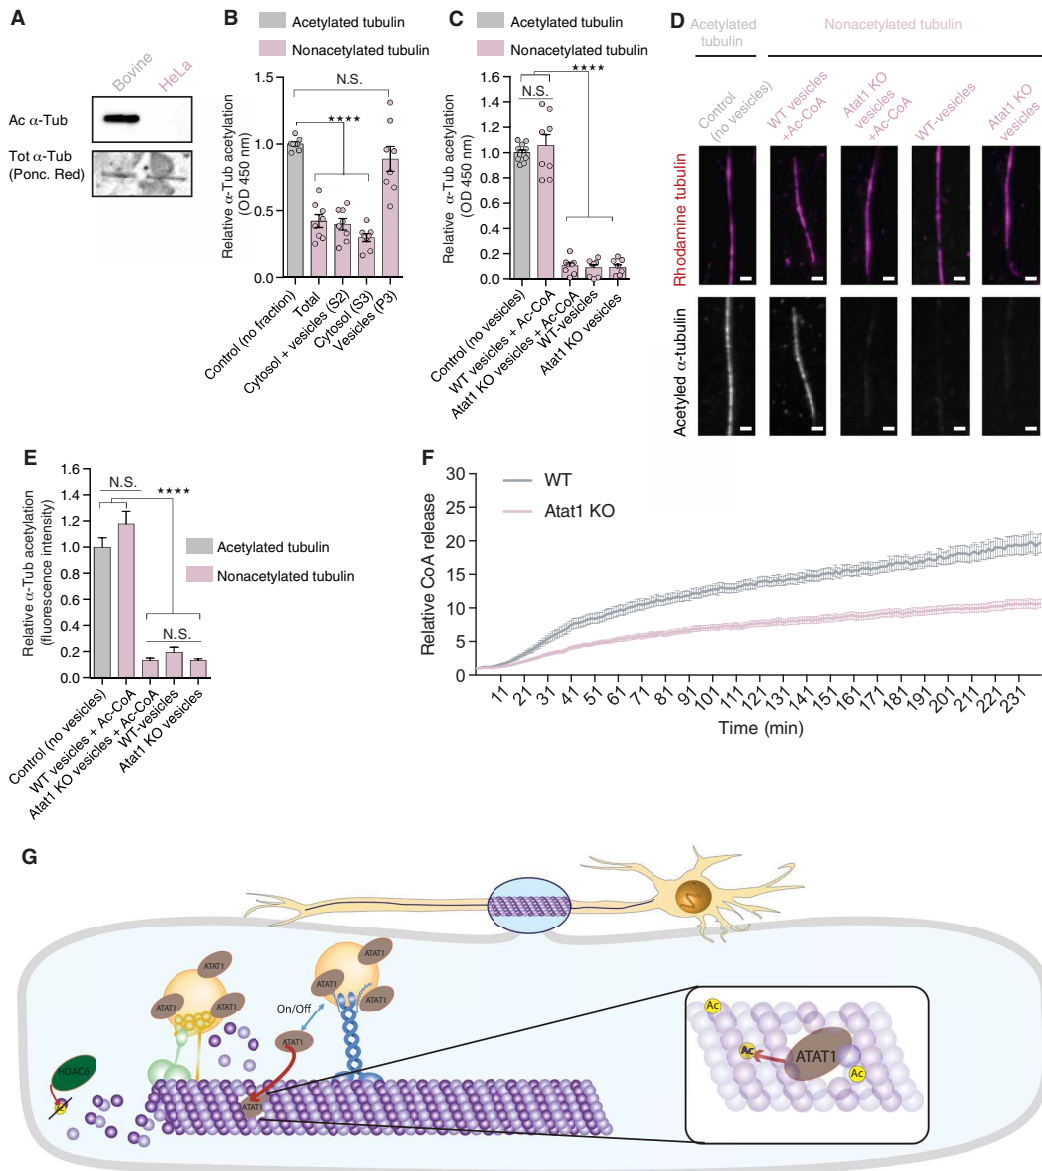 A
Bovine
HeLa
Ac α-Tub
Tot α-Tub
(Ponc. Red)
B
Acetylated tubulin
Nonacetylated tubulin
Relative α-Tub acetylation
(OD 450 nm)
1.5
1.0
0.5
0.0
N.S.
★★★★
Control (no fraction)
Total
Cytosol + vesicles (S2)
Cytosol (S3)
Vesicles (P3)
C
Acetylated tubulin
Nonacetylated tubulin
Relative α-Tub acetylation
(OD 450 nm)
1.6
1.4
1.2
1.0
0.8
0.6
0.4
0.2
0.0
★★★★
N.S.
Control (no vesicles)
WT vesicles + Ac-CoA
Atat1 KO vesicles + Ac-CoA
WT-vesicles
Atat1 KO vesicles
D
Acetylated
tubulin
Nonacetylated tubulin
Control
(no vesicles)
WT vesicles
+Ac-CoA
Atat1 KO
vesicles
+Ac-CoA
WT-vesicles
Atat1 KO
vesicles
Rhodamine tubulin
Acetyled α-tubulin
E
Relative α-Tub acetylation
(fluorescence intensity)
1.6
1.4
1.2
1.0
0.8
0.6
0.4
0.2
0.0
N.S.
★★★★
N.S.
Acetylated tubulin
Nonacetylated tubulin
Control (no vesicles)
WT vesicles + Ac-CoA
Atat1 KO vesicles + Ac-CoA
WT-vesicles
Atat1 KO vesicles
F
Relative CoA release
30
25
20
15
10
5
0
WT
Atat1 KO
11 21 31 41 51 61 71 81 91 101 111 121 131 141 151 161 171 181 191 201 211 221 231
Time (min)
G
ATAT1
ATAT1
ATAT1
ATAT1
ATAT1
ATAT1
On/Off
ATAT1
ATAT1
HDAC6
Ac
Ac
Ac
ATAT1
Ac